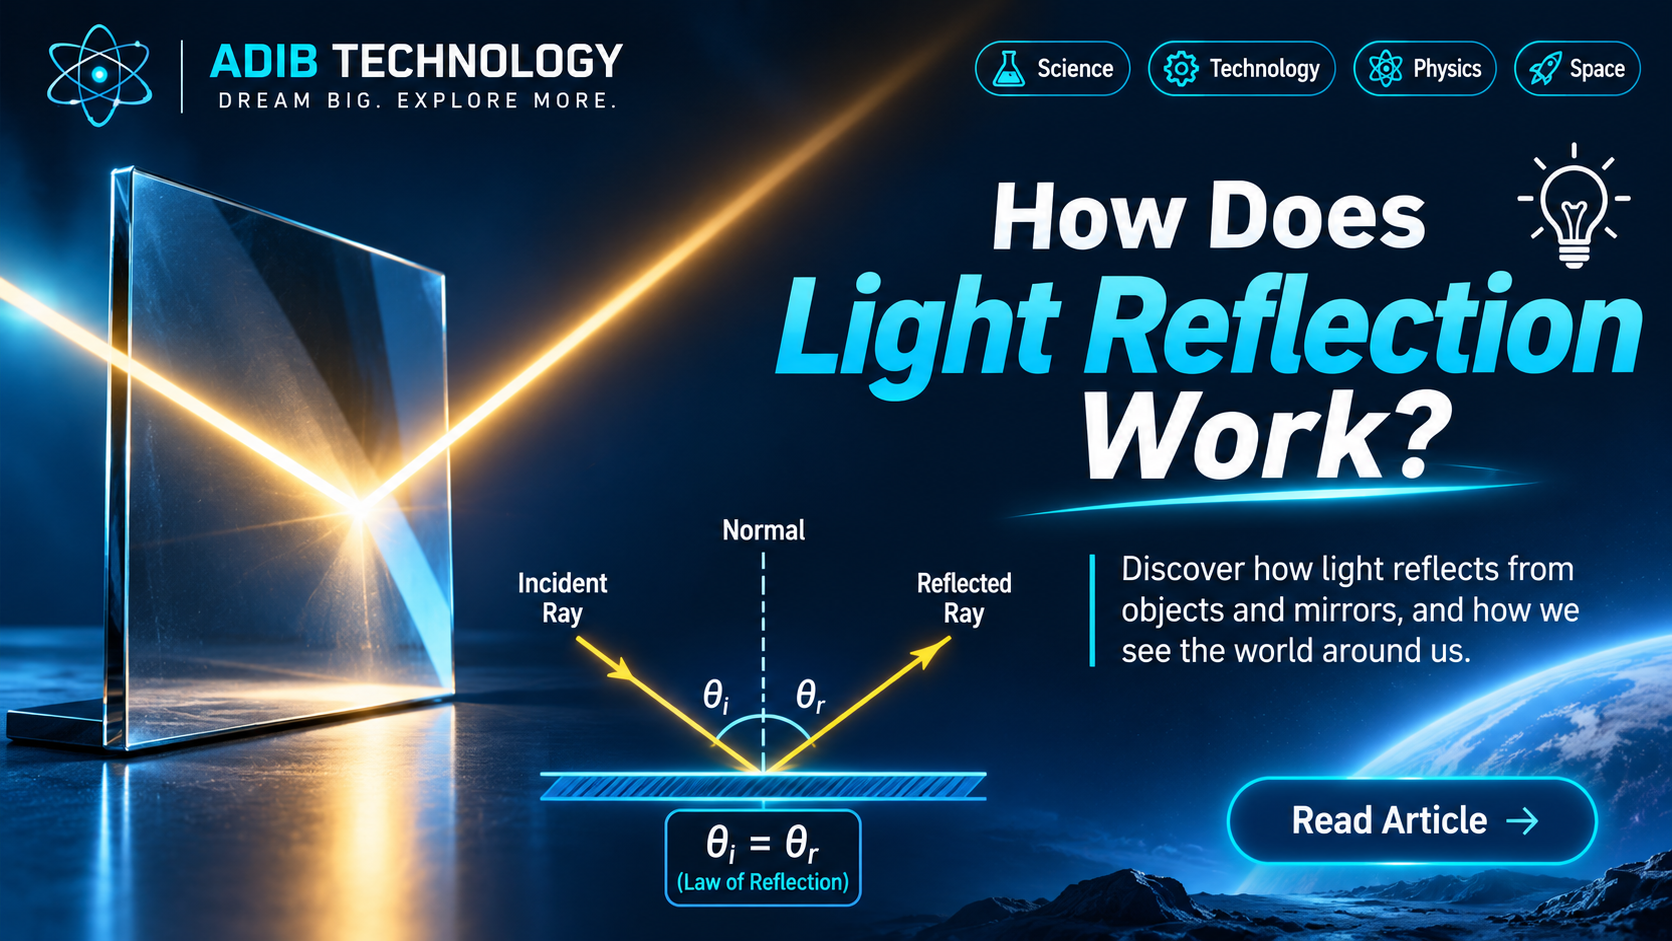 ADIB TECHNOLOGY
DREAM BIG. EXPLORE MORE.
Science
Technology
Physics
Space
How Does
Light Reflection
Work?
Discover how light reflects from
objects and mirrors, and how we
see the world around us.
Normal
Incident
Ray
Reflected
Ray
θi
θr
θi = θr
(Law of Reflection)
Read Article →